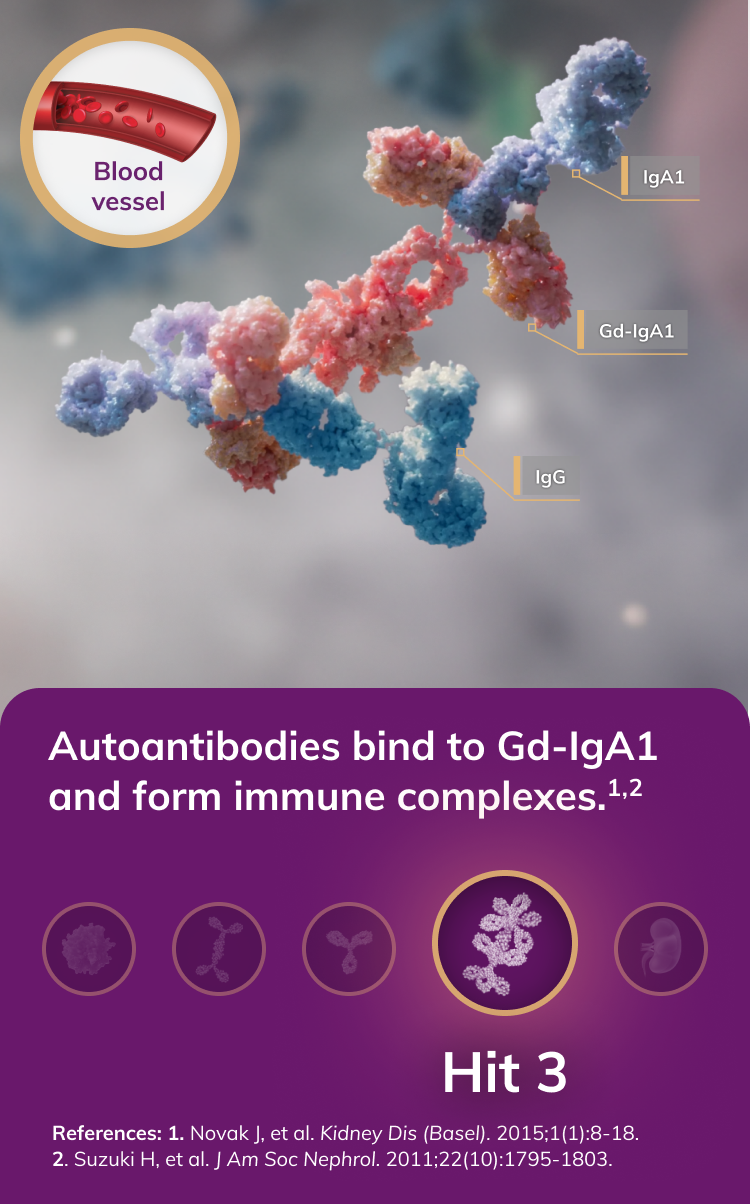 Blood
vessel
IgA1
Gd-IgA1
IgG
Autoantibodies bind to Gd-IgA1
and form immune complexes.1,2
Hit 3
References: 1. Novak J, et al. Kidney Dis (Basel). 2015;1(1):8-18.
2. Suzuki H, et al. J Am Soc Nephrol. 2011;22(10):1795-1803.